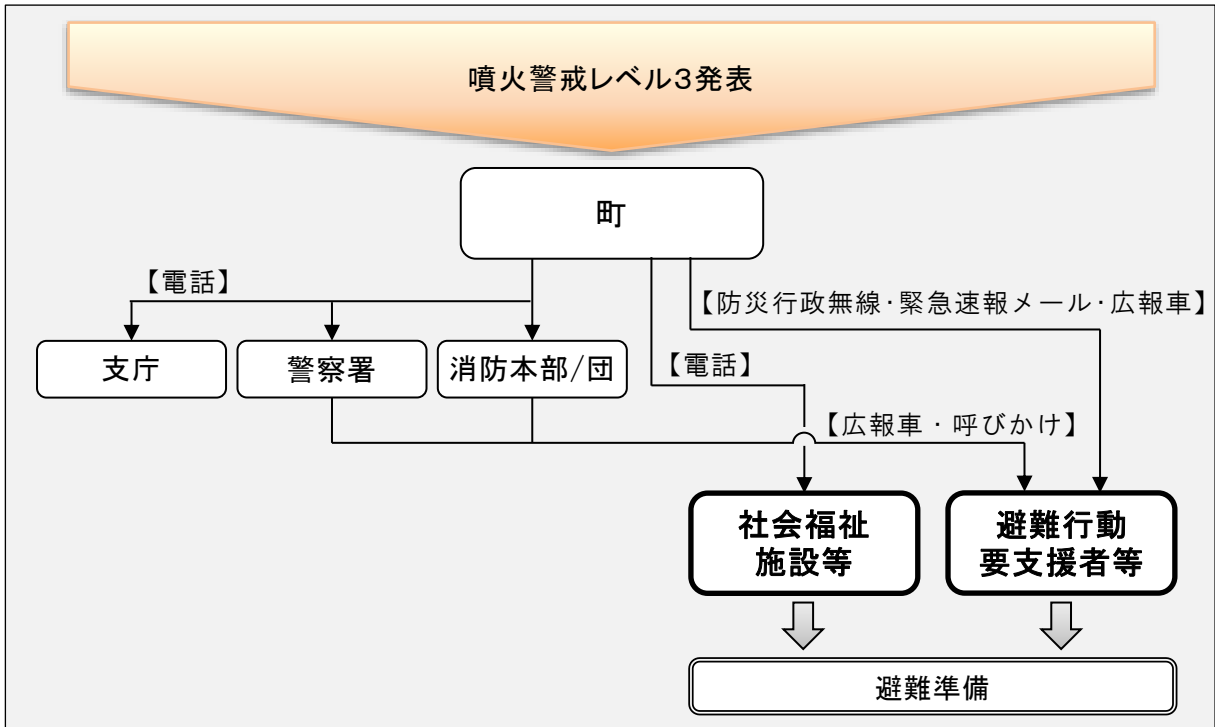 噴火警戒レベル3発表
町
【電話】
【防災行政無線･緊急速報メール･広報車】
支庁
警察署
消防本部/団
【電話】
【広報車・呼びかけ】
社会福祉
施設等
避難行動
要支援者等
避難準備